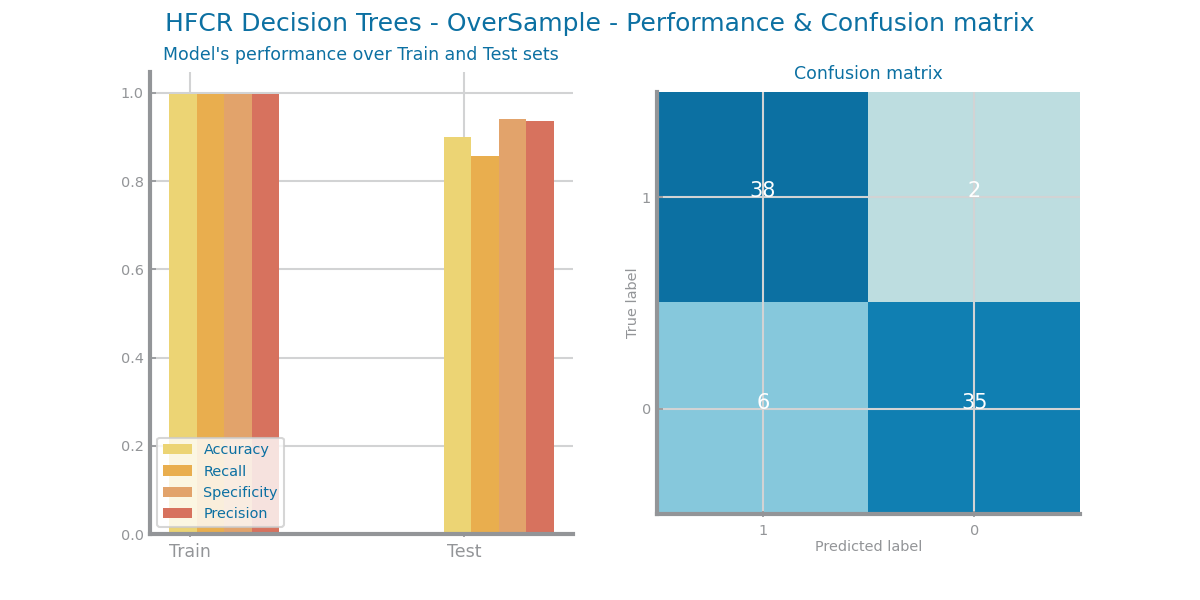 HFCR Decision Trees - OverSample - Performance & Confusion matrix
Model's performance over Train and Test sets
1.0
0.8
0.6
0.4
0.2
0.0
Accuracy
Recall
Specificity
Precision
Train Test
Confusion matrix
True label
1
0
38 2
6 35
1 0
Predicted label